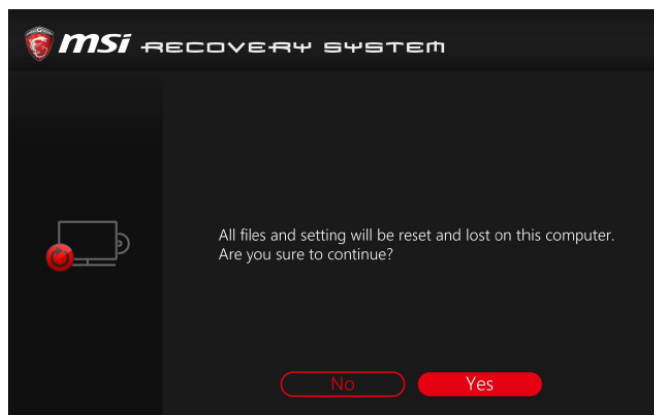 msi RECOVERY SYSTEM
All files and setting will be reset and lost on this computer.
Are you sure to continue?
No Yes